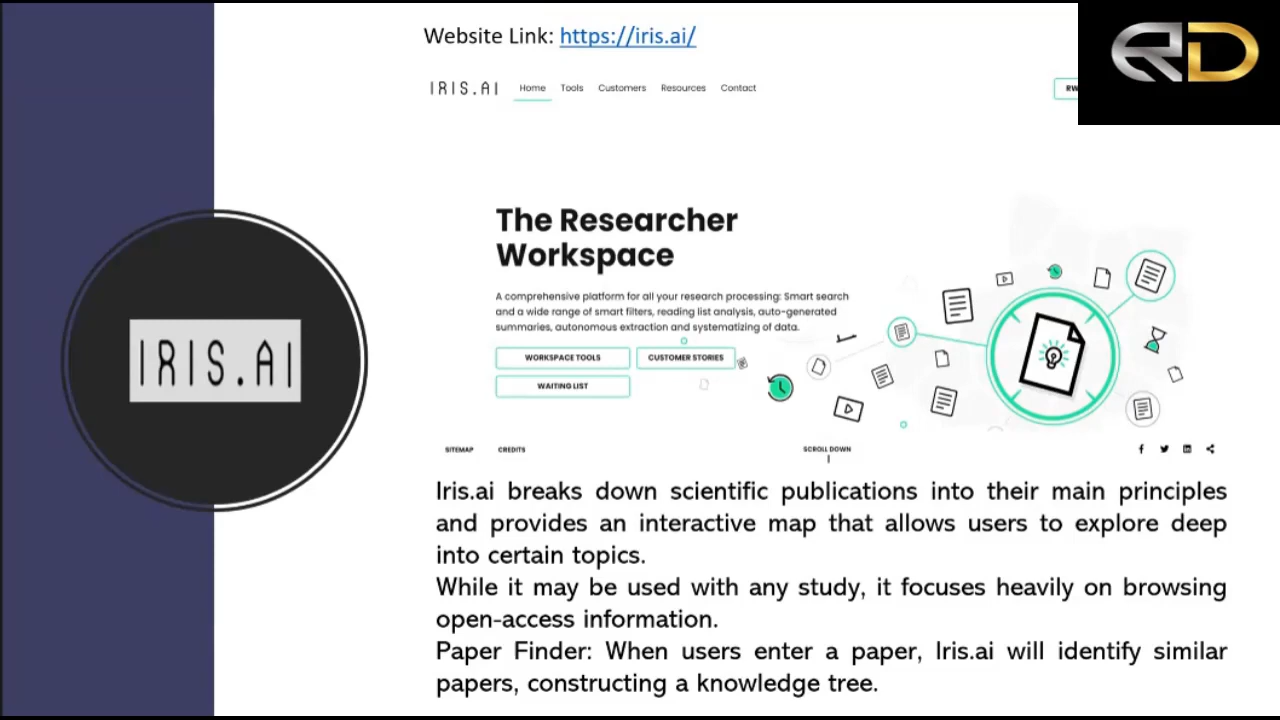 Website Link: https://iris.ai/
RD
IRIS.AI Home Tools Customers Resources Contact
The Researcher
Workspace
A comprehensive platform for all your research processing: Smart search
and a wide range of smart filters, reading list analysis, auto-generated
summaries, autonomous extraction and systematizing of data.
WORKSPACE TOOLS CUSTOMER STORIES
WAITING LIST
IRIS.AI
SITEMAP CREDITS SCROLL DOWN
Iris.ai breaks down scientific publications into their main principles
and provides an interactive map that allows users to explore deep
into certain topics.
While it may be used with any study, it focuses heavily on browsing
open-access information.
Paper Finder: When users enter a paper, Iris.ai will identify similar
papers, constructing a knowledge tree.